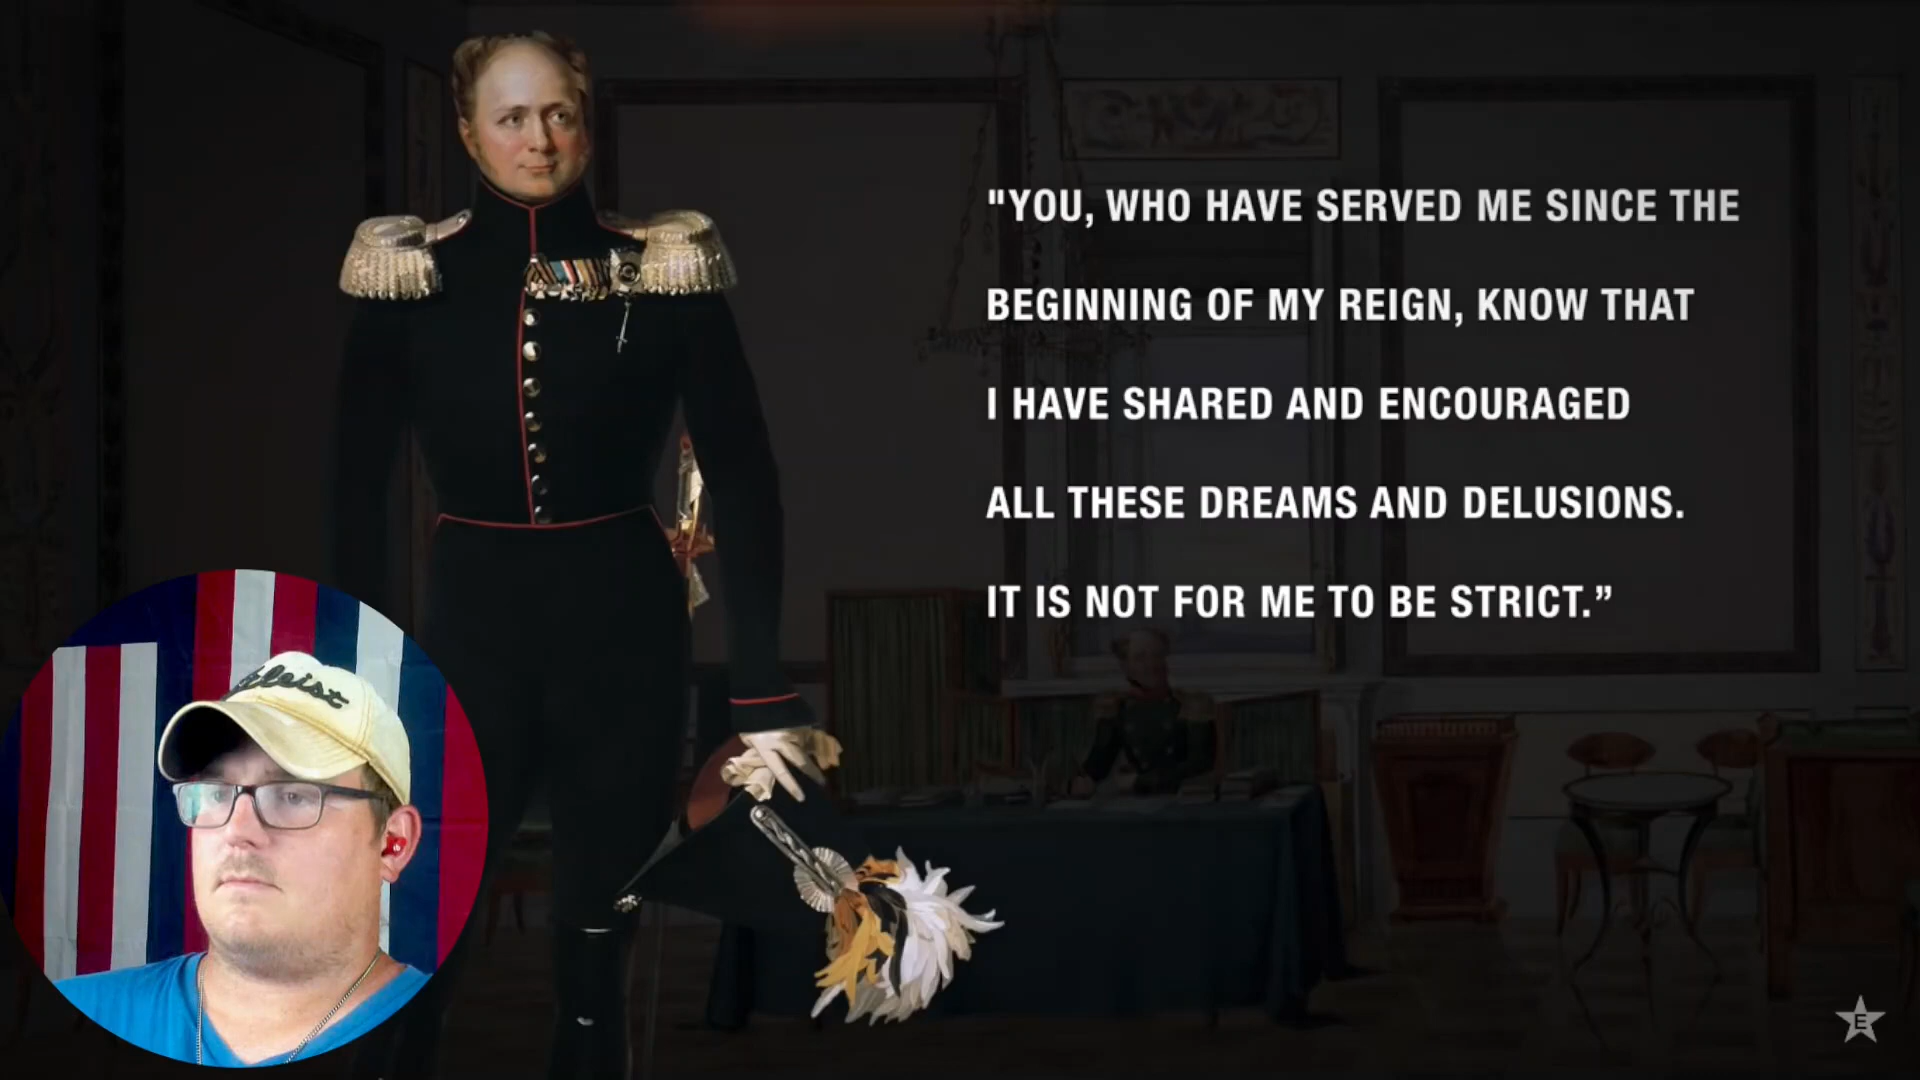 "YOU, WHO HAVE SERVED ME SINCE THE
BEGINNING OF MY REIGN, KNOW THAT
I HAVE SHARED AND ENCOURAGED
ALL THESE DREAMS AND DELUSIONS.
IT IS NOT FOR ME TO BE STRICT.”
Titleist
E